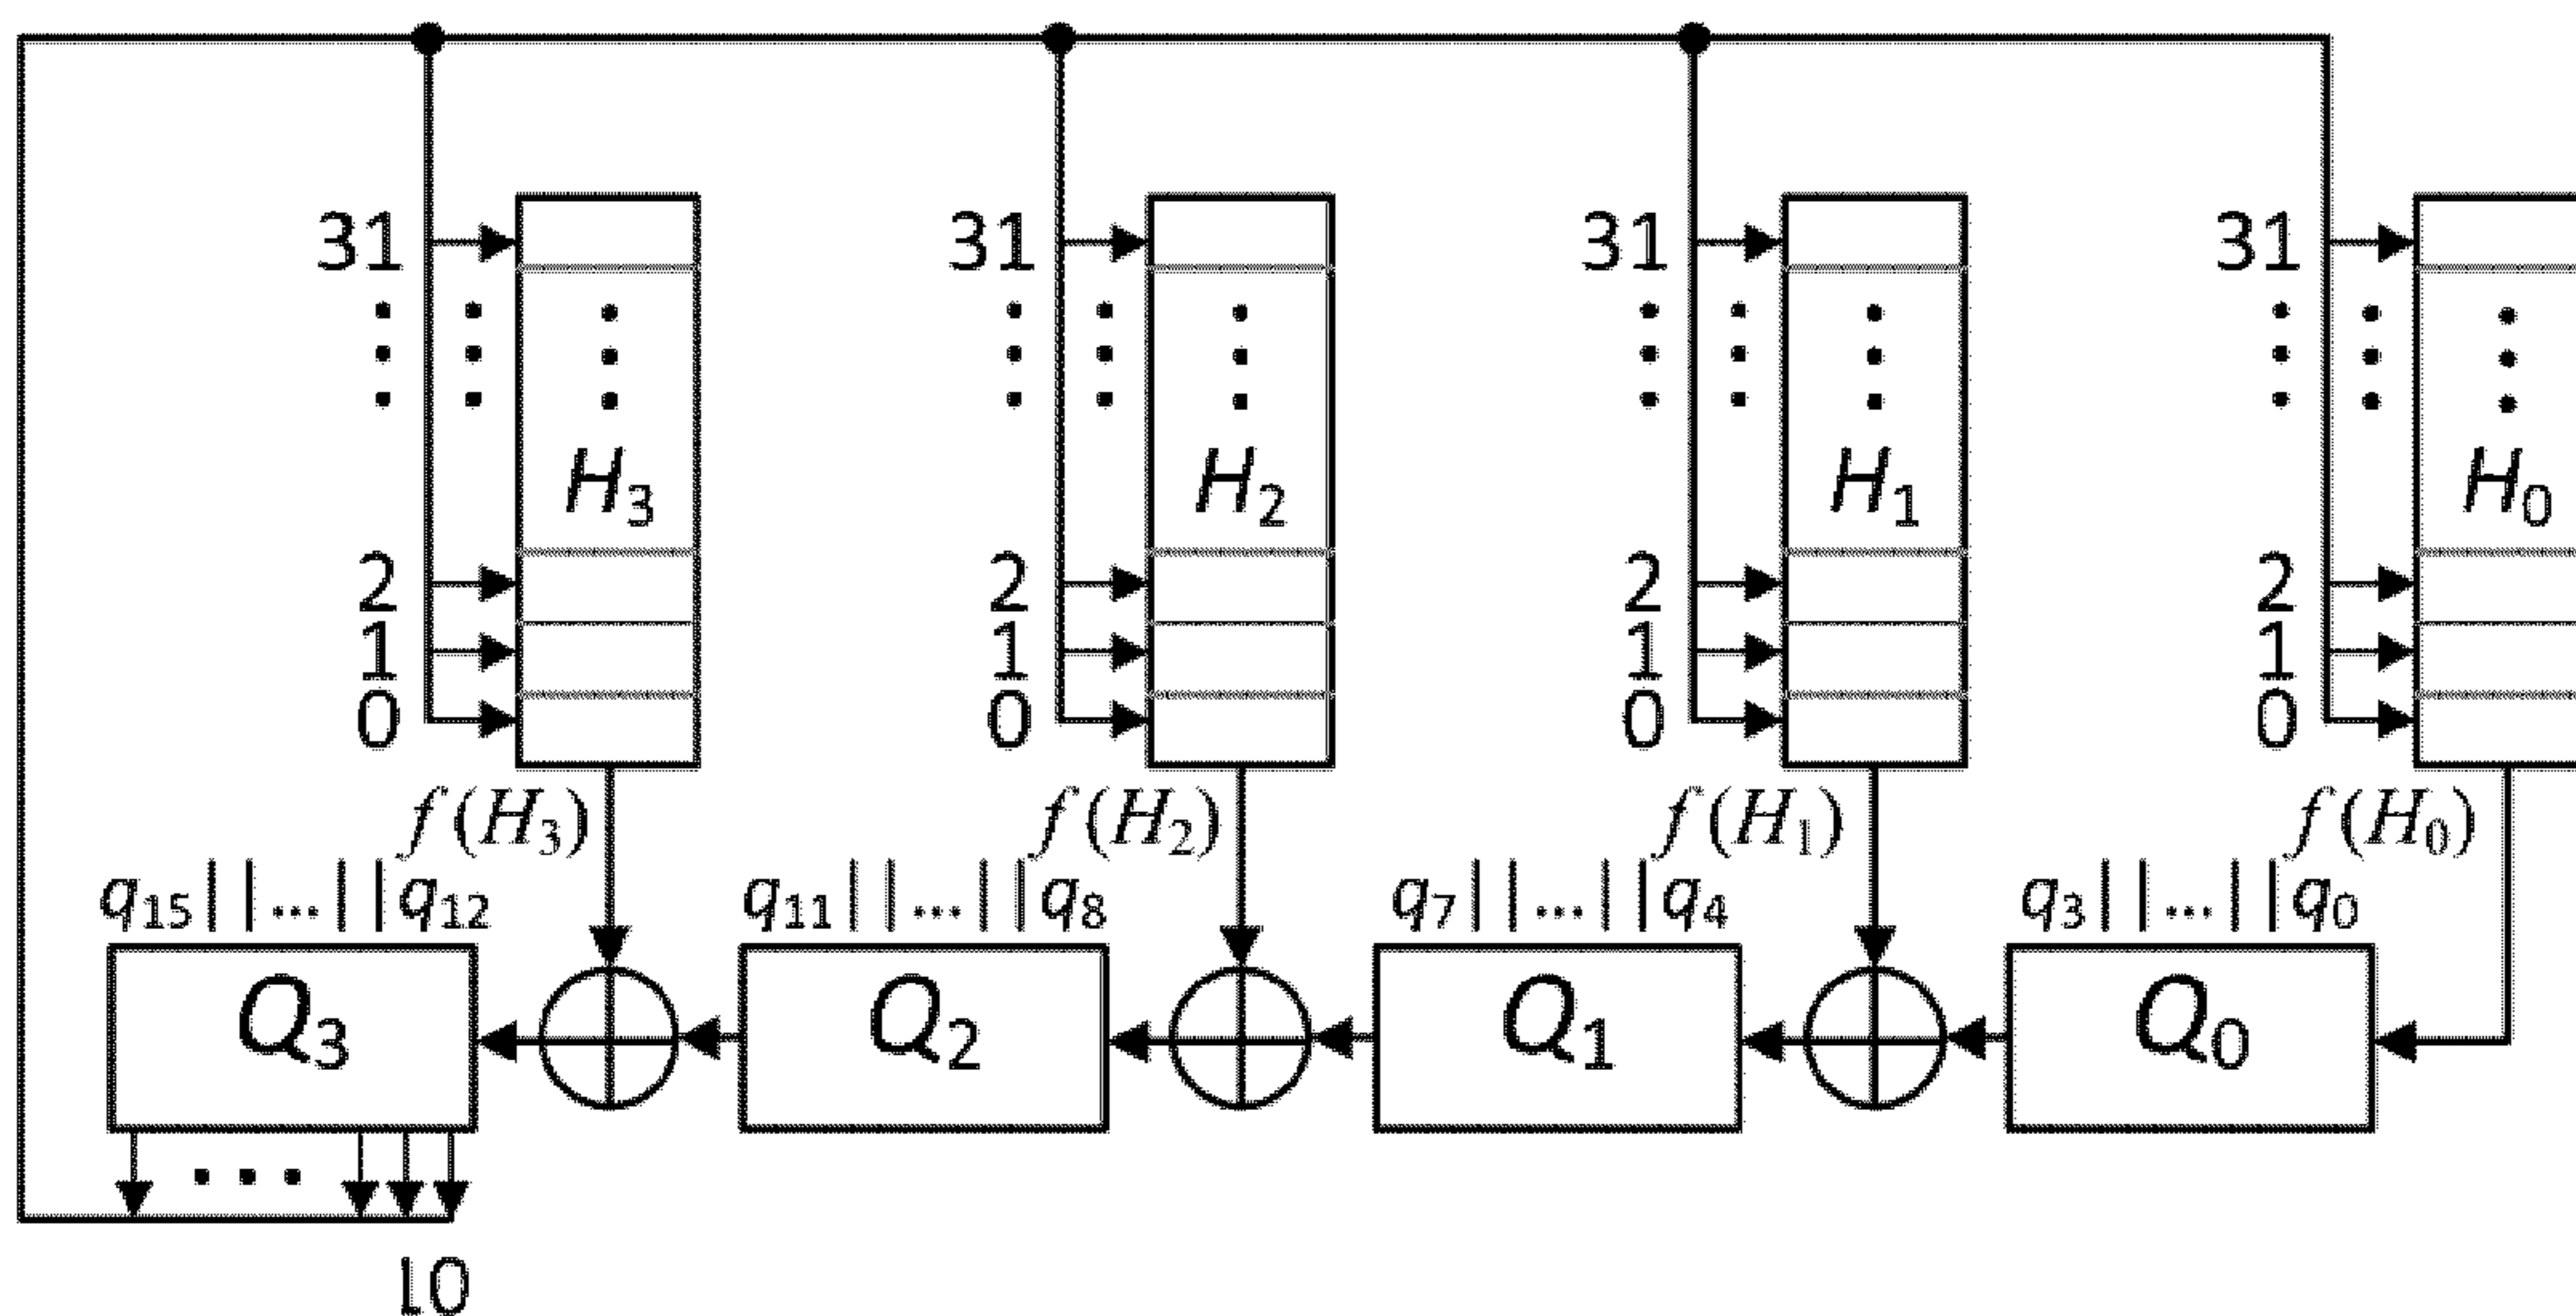 31 31 31 31
H₃ H₂ H₁ H₀
2 2 2 2
1 1 1 1
0 0 0 0
f(H₃) f(H₂) f(H₁) f(H₀)
q₁₅||...||q₁₂ q₁₁||...||q₈ q₇||...||q₄ q₃||...||q₀
Q₃ Q₂ Q₁ Q₀
10